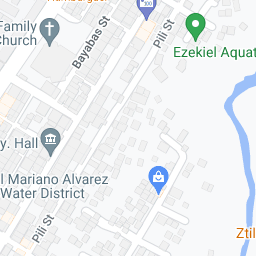 Family
Church
Bayabas St
Pili St
Ezekiel Aquat
y. Hall
l Mariano Alvarez
Water District
Pili St
Ztil